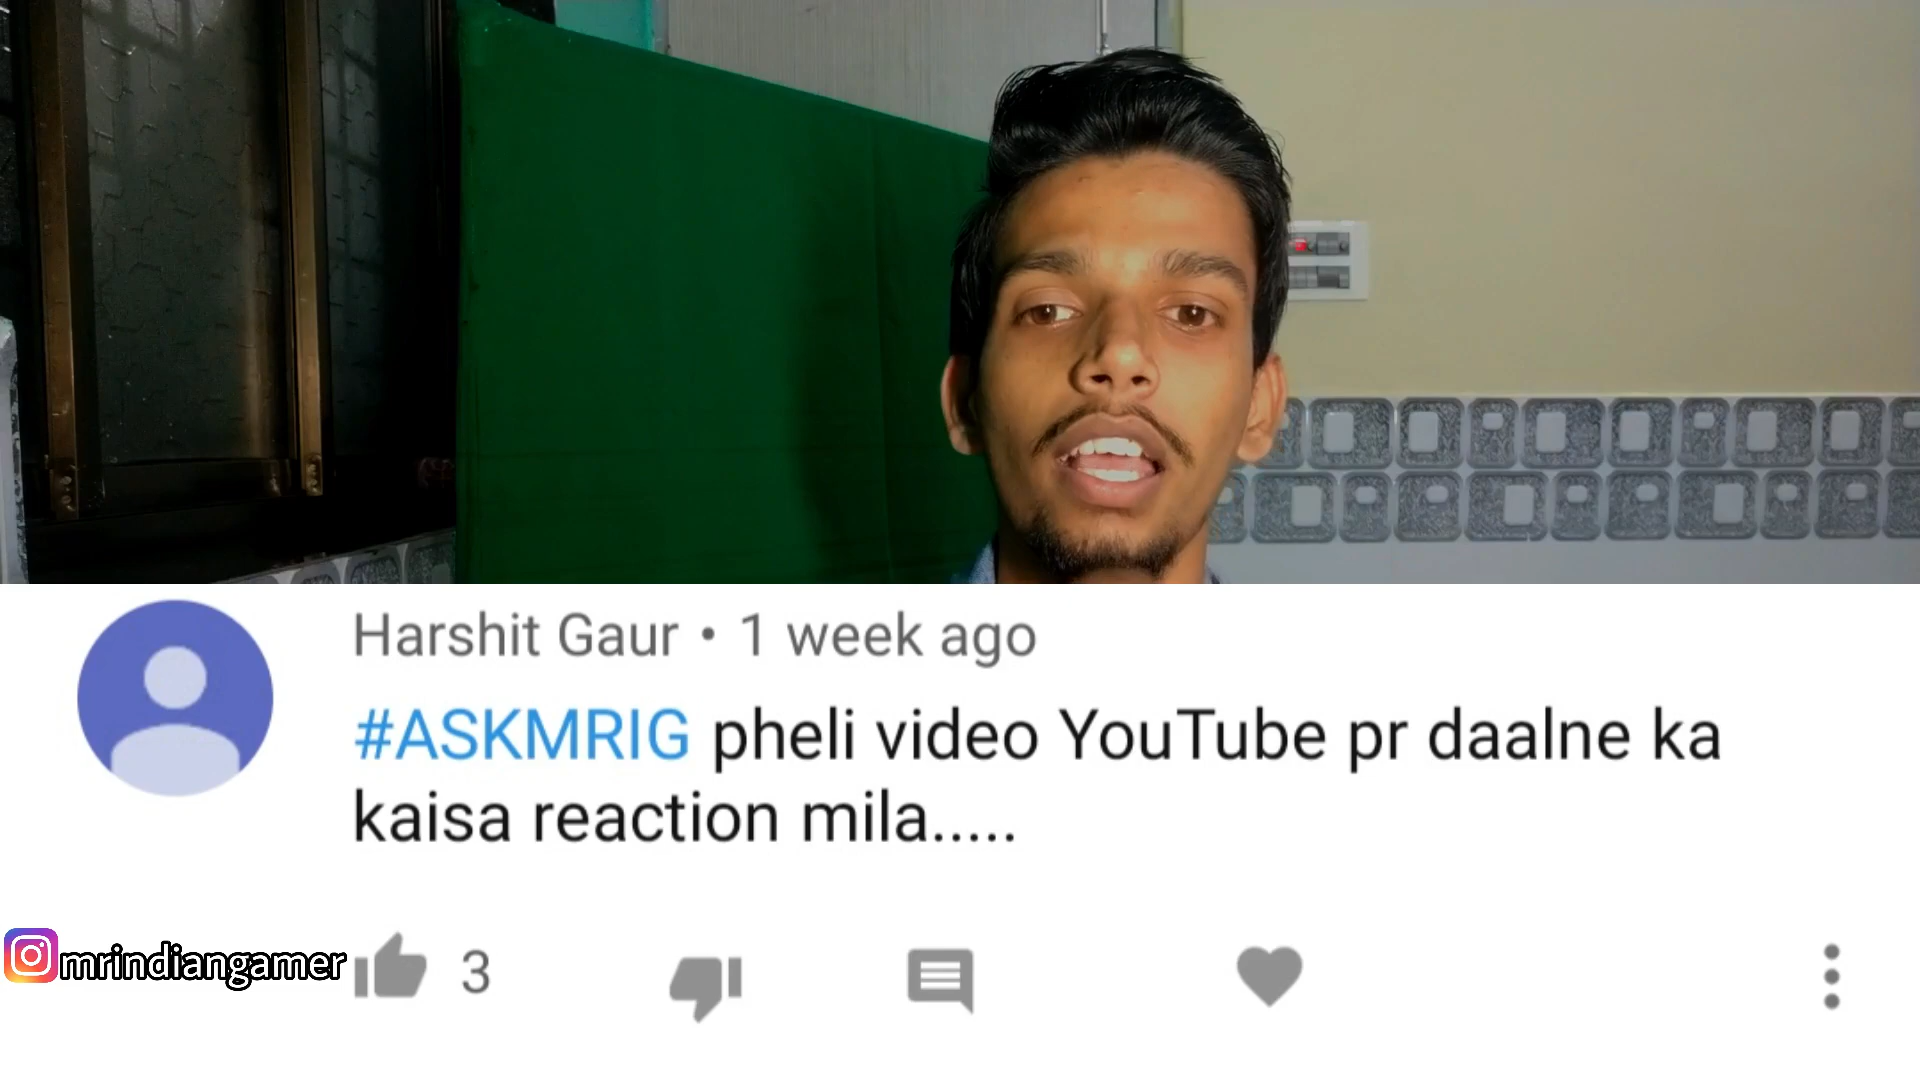 Harshit Gaur • 1 week ago
#ASKMRIG pheli video YouTube pr daalne ka
kaisa reaction mila.....
mrindiangamer
3